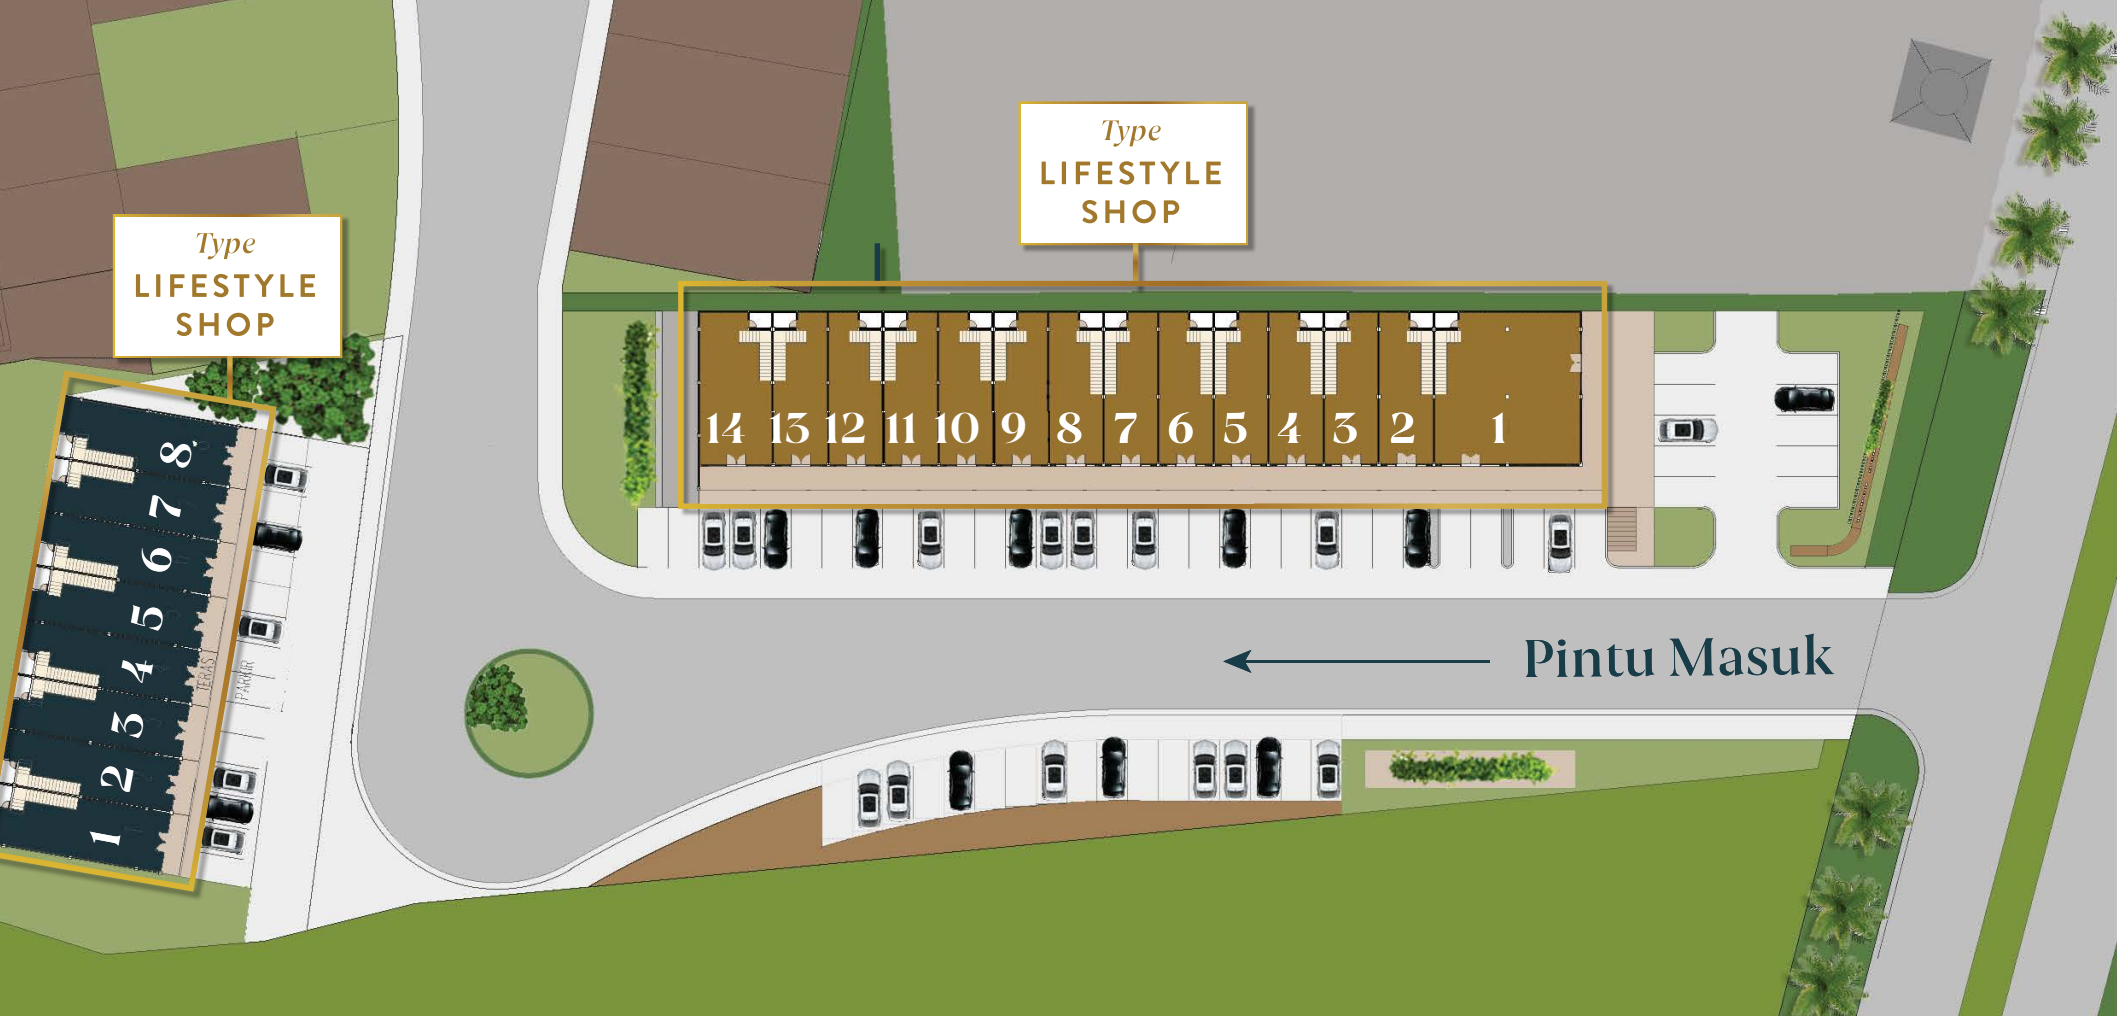 Type
LIFESTYLE
SHOP
Type
LIFESTYLE
SHOP
14 13 12 11 10 9 8 7 6 5 4 3 2 1
8
7
6
5
4
3
2
1
TERAS
PARKIR
Pintu Masuk